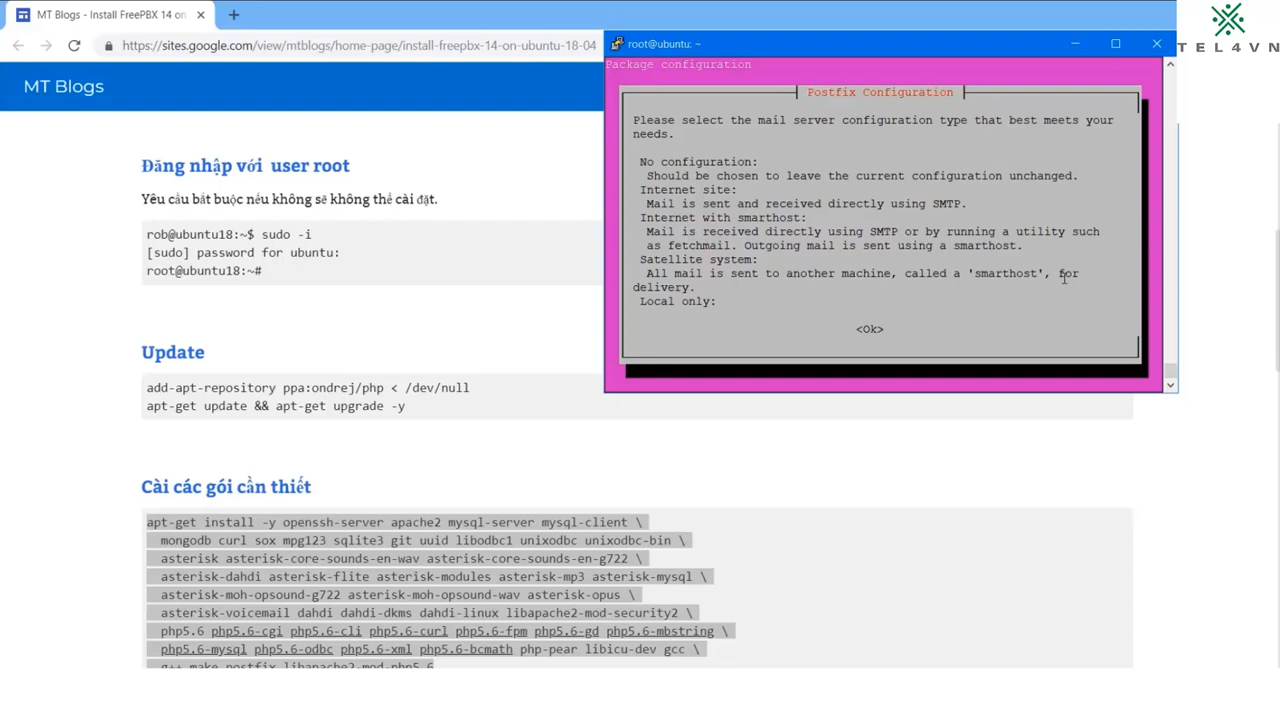 MT Blogs - Install FreePBX 14 on
https://sites.google.com/view/mtblogs/home-page/install-freepbx-14-on-ubuntu-18-04
TEL4VN
MT Blogs
root@ubuntu: ~
Package configuration
Postfix Configuration
Please select the mail server configuration type that best meets your
needs.
No configuration:
Should be chosen to leave the current configuration unchanged.
Internet site:
Mail is sent and received directly using SMTP.
Internet with smarthost:
Mail is received directly using SMTP or by running a utility such
as fetchmail. Outgoing mail is sent using a smarthost.
Satellite system:
All mail is sent to another machine, called a 'smarthost', for
delivery.
Local only:
<Ok>
Đăng nhập với user root
Yêu cầu bắt buộc nếu không sẽ không thể cài đặt.
rob@ubuntu18:~$ sudo -i
[sudo] password for ubuntu:
root@ubuntu18:~#
Update
add-apt-repository ppa:ondrej/php < /dev/null
apt-get update && apt-get upgrade -y
Cài các gói cần thiết
apt-get install -y openssh-server apache2 mysql-server mysql-client \
mongodb curl sox mpg123 sqlite3 git uuid libodbc1 unixodbc unixodbc-bin \
asterisk asterisk-core-sounds-en-wav asterisk-core-sounds-en-g722 \
asterisk-dahdi asterisk-flite asterisk-modules asterisk-mp3 asterisk-mysql \
asterisk-moh-opsound-g722 asterisk-moh-opsound-wav asterisk-opus \
asterisk-voicemail dahdi dahdi-dkms dahdi-linux libapache2-mod-security2 \
php5.6 php5.6-cgi php5.6-cli php5.6-curl php5.6-fpm php5.6-gd php5.6-mbstring \
php5.6-mysql php5.6-odbc php5.6-xml php5.6-bcmath php-pear libicu-dev gcc \
g++ make postfix libapache2-mod-php5.6